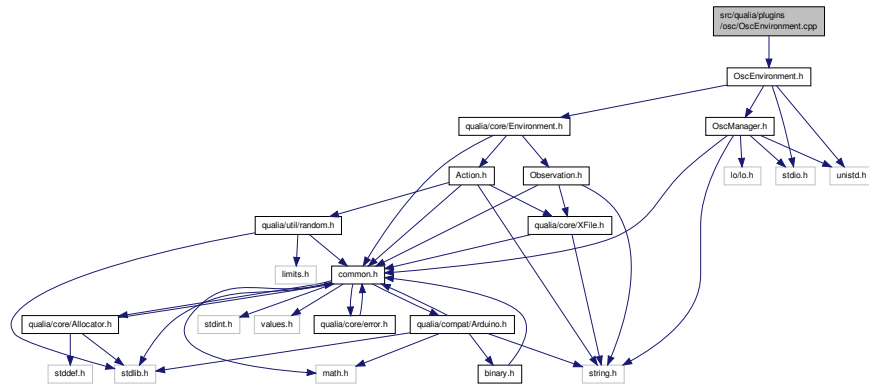 src/qualia/plugins
/osc/OscEnvironment.cpp
OscEnvironment.h
qualia/core/Environment.h
OscManager.h
Action.h
Observation.h
lo/lo.h
stdio.h
unistd.h
qualia/util/random.h
qualia/core/XFile.h
limits.h
common.h
qualia/core/Allocator.h
stdint.h
values.h
qualia/core/error.h
qualia/compat/Arduino.h
stddef.h
stdlib.h
math.h
binary.h
string.h